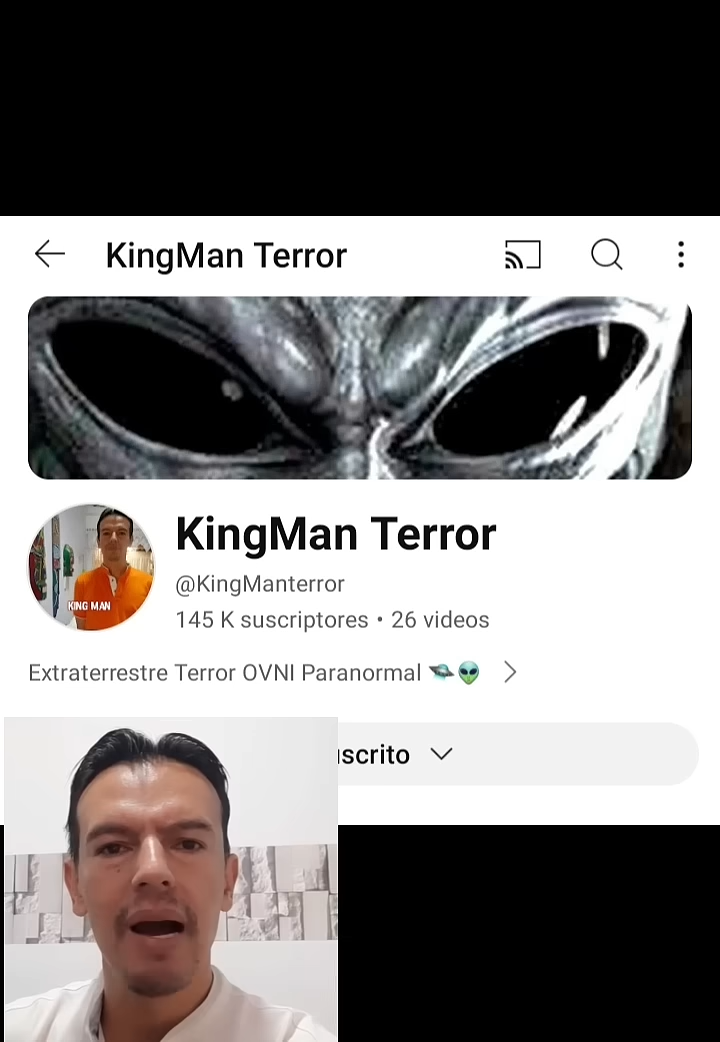 KingMan Terror
KING MAN
KingMan Terror
@KingManterror
145 K suscriptores • 26 videos
Extraterrestre Terror OVNI Paranormal 🛸👽
scrito